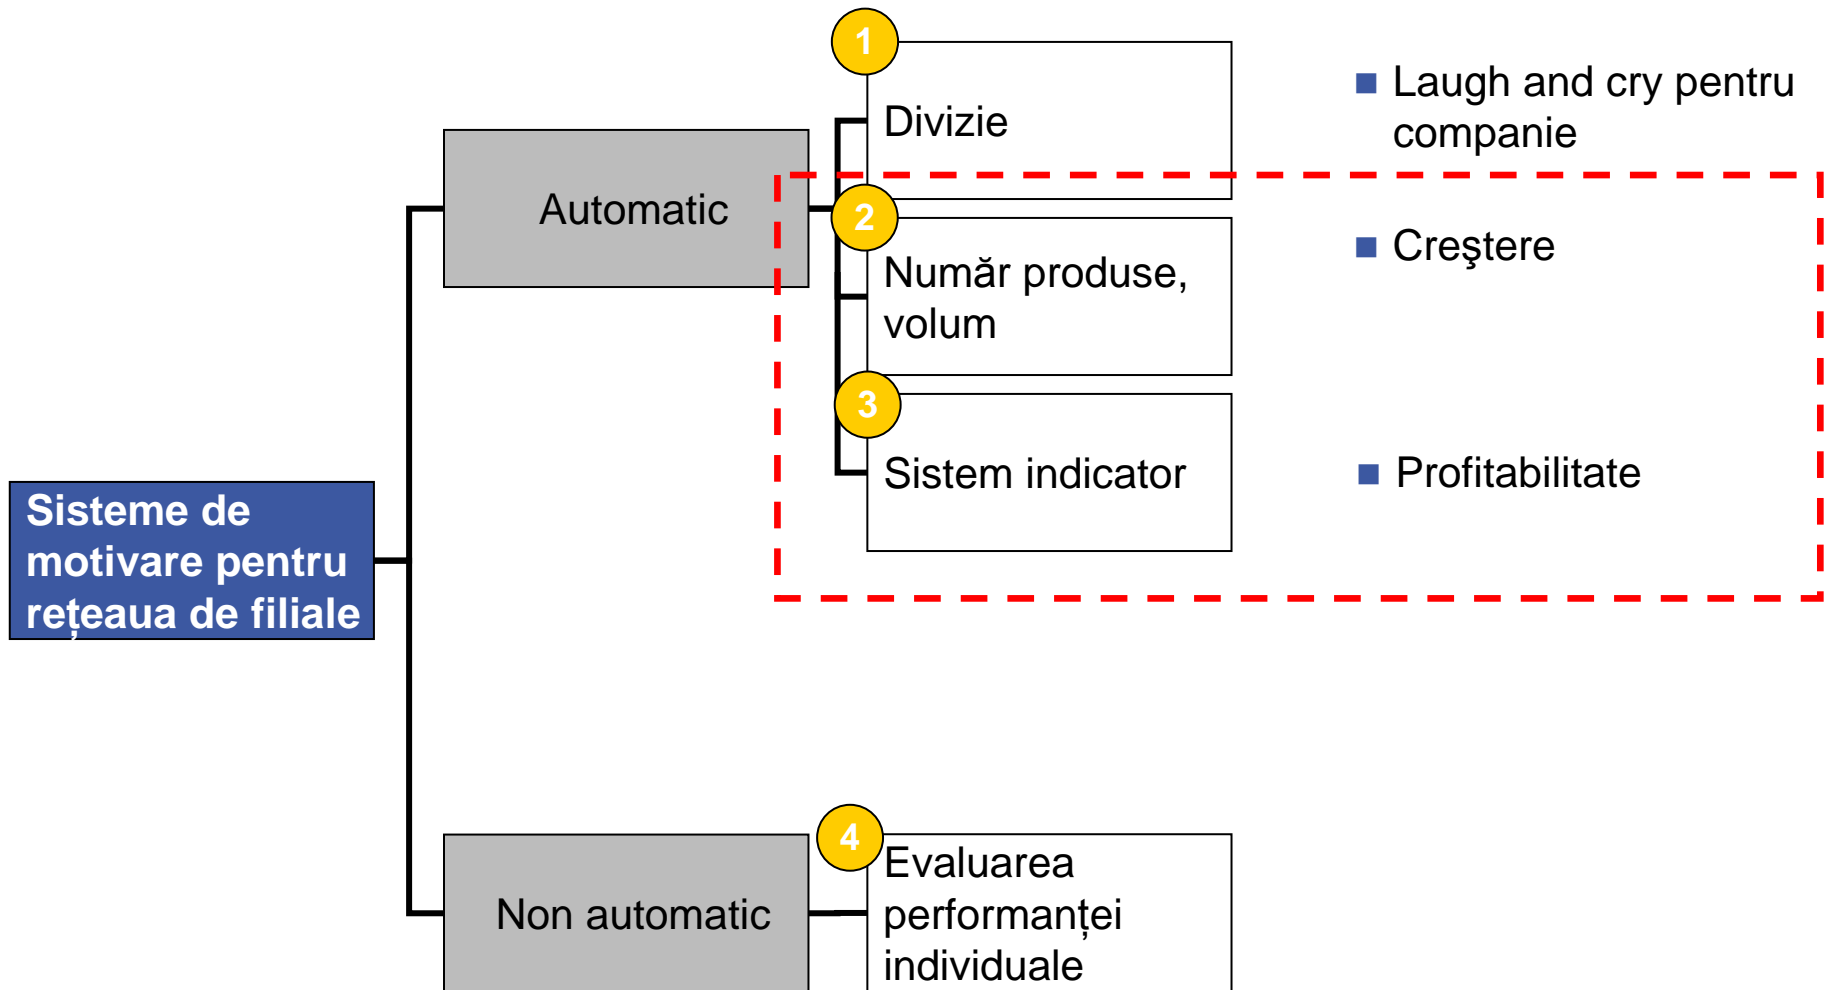 1
Divizie
Laugh and cry pentru
companie
Automatic
2
Număr produse,
volum
Creştere
3
Sistem indicator
Profitabilitate
Sisteme de
motivare pentru
rețeaua de filiale
4
Non automatic
Evaluarea
performanței
individuale